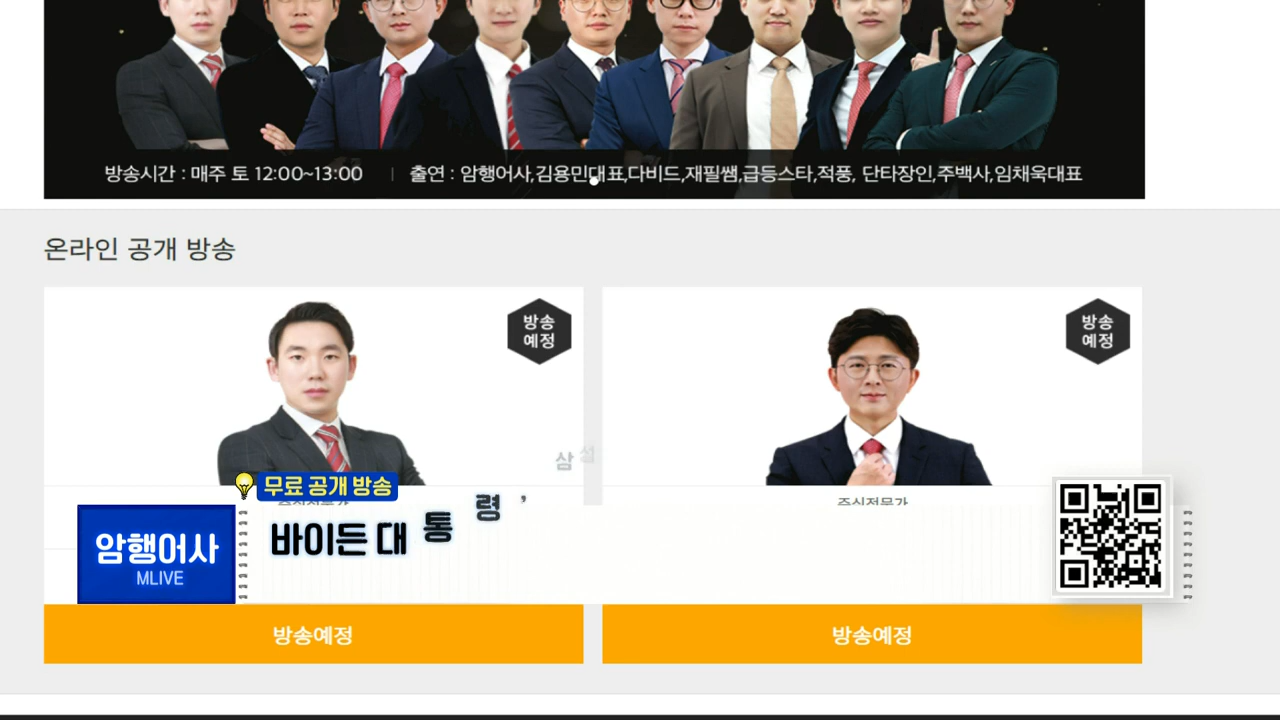 방송시간 : 매주 토 12:00~13:00 | 출연 : 암행어사,김용민대표,다비드,재필쌤,급등스타,적풍, 단타장인,주백사,임채욱대표
온라인 공개 방송
방송
예정
방송
예정
삼 설
무료 공개 방송
암행어사
MLIVE
바이든 대 통 령 ’
방송예정
방송예정